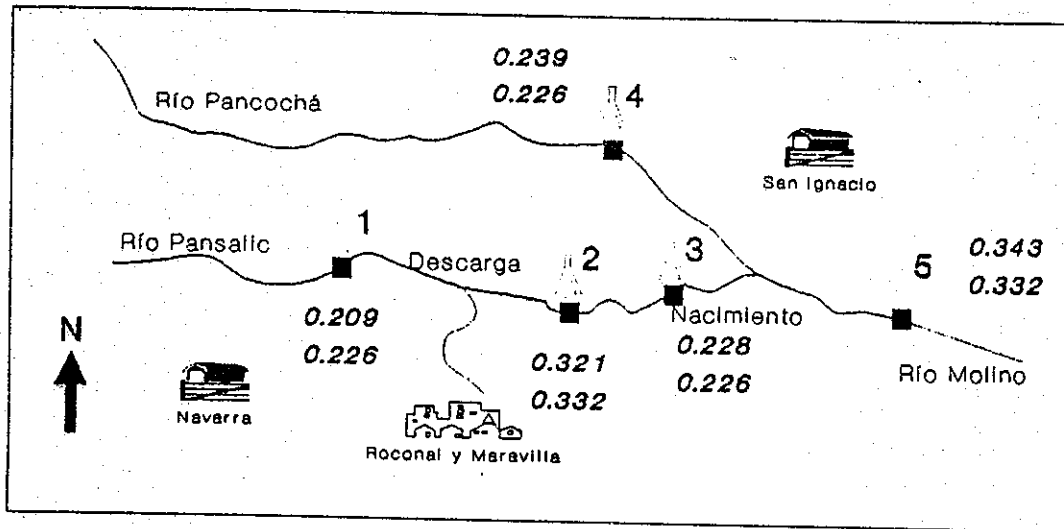 0.239
0.226
4
Río Pancochá
San Ignacio
1
Río Pansalic
Descarga
2
3
5
0.343
0.332
Nacimiento
0.209
0.226
0.321
0.332
0.228
0.226
Río Molino
N
Navarra
Roconal y Maravilla